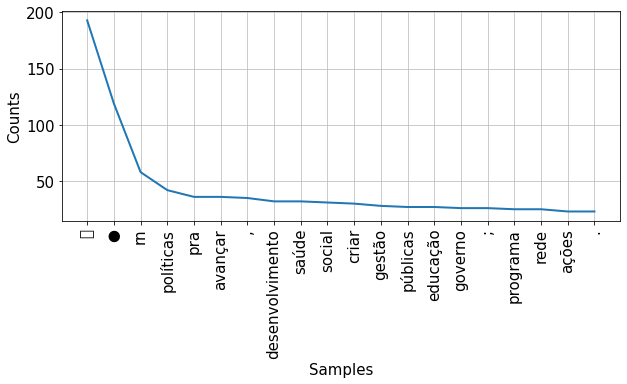 200
150
100
50
Counts
●
m
políticas
pra
avançar
,
desenvolvimento
saúde
social
criar
gestão
públicas
educação
governo
;
programa
rede
ações
.
Samples